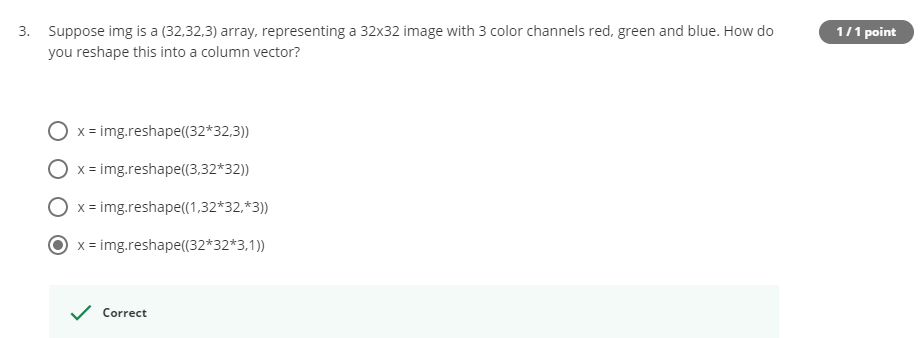 3. Suppose img is a (32,32,3) array, representing a 32x32 image with 3 color channels red, green and blue. How do
you reshape this into a column vector?
1 / 1 point
x = img.reshape((32*32,3))
x = img.reshape((3,32*32))
x = img.reshape((1,32*32,*3))
x = img.reshape((32*32*3,1))
Correct